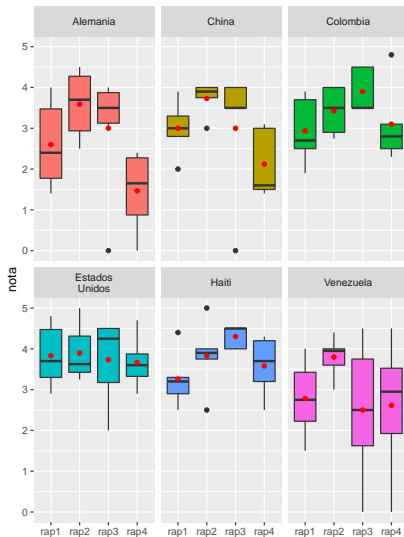 Alemania
China
Colombia
5
4
3
2
1
0
nota
Estados
Unidos
Haiti
Venezuela
5
4
3
2
1
0
rap1 rap2 rap3 rap4
rap1 rap2 rap3 rap4
rap1 rap2 rap3 rap4